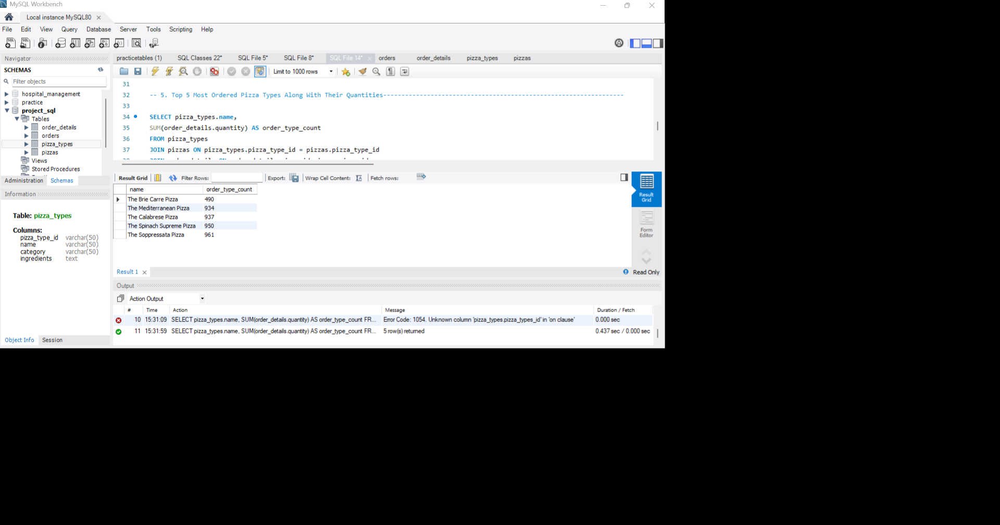 MySQL Workbench
Local instance MySQL80
File Edit View Query Database Server Tools Scripting Help
Navigator
SCHEMAS
Filter objects
hospital_management
practice
project_sql
Tables
order_details
orders
pizza_types
pizzas
Views
Stored Procedures
Administration Schemas
Information
Table: pizza_types
Columns:
pizza_type_id varchar(50)
name varchar(50)
category varchar(50)
ingredients text
Object Info Session
practicetables (1) SQL Classes 22* SQL File 5* SQL File 8* SQL File 14* orders order_details pizza_types pizzas
Limit to 1000 rows
31
32 -- 5. Top 5 Most Ordered Pizza Types Along With Their Quantities-------------------------------------------------------------------
33
34 SELECT pizza_types.name,
35 SUM(order_details.quantity) AS order_type_count
36 FROM pizza_types
37 JOIN pizzas ON pizza_types.pizza_type_id = pizzas.pizza_type_id
Result Grid Filter Rows: Export: Wrap Cell Content: Fetch rows:
name order_type_count
The Brie Carre Pizza 490
The Mediterranean Pizza 934
The Calabrese Pizza 937
The Spinach Supreme Pizza 950
The Soppressata Pizza 961
Result Grid
Form Editor
Result 1
Read Only
Output
Action Output
# Time Action Message Duration / Fetch
10 15:31:09 SELECT pizza_types.name, SUM(order_details.quantity) AS order_type_count FR... Error Code: 1054. Unknown column 'pizza_types.pizza_types_id' in 'on clause' 0.000 sec
11 15:31:59 SELECT pizza_types.name, SUM(order_details.quantity) AS order_type_count FR... 5 row(s) returned 0.437 sec / 0.000 sec